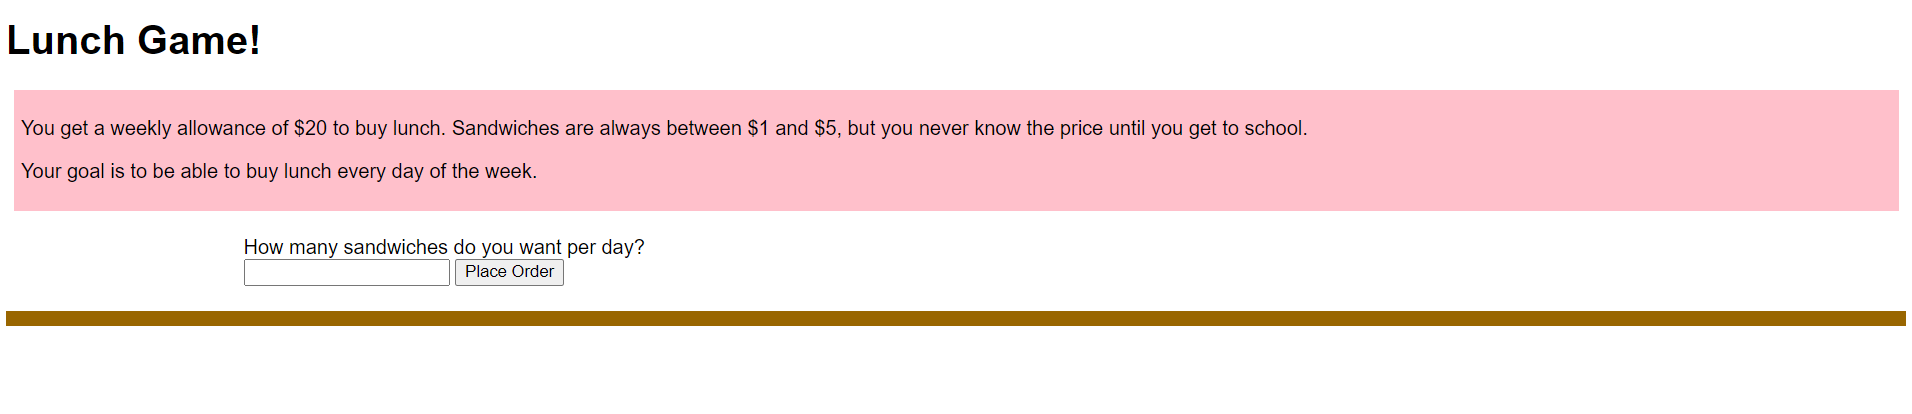 Lunch Game!
You get a weekly allowance of $20 to buy lunch. Sandwiches are always between $1 and $5, but you never know the price until you get to school.
Your goal is to be able to buy lunch every day of the week.
How many sandwiches do you want per day?
Place Order